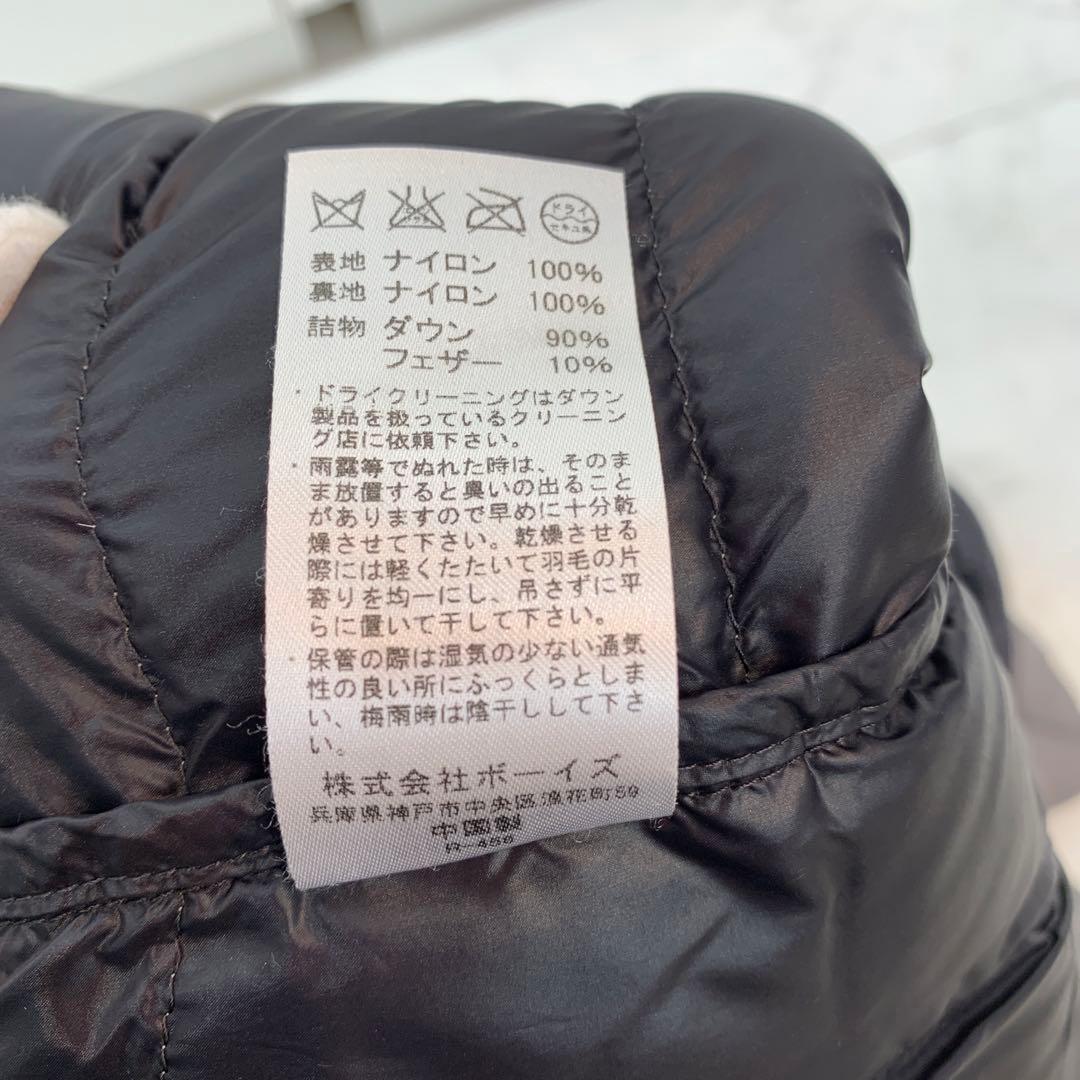 ドライ
セキユ系
表地 ナイロン 100%
裏地 ナイロン 100%
詰物 ダウン 90%
フェザー 10%
・ドライクリーニングはダウン
製品を扱っているクリーニン
グ店に依頼下さい。
・雨露等でぬれた時は、そのま
ま放置すると臭いの出ること
がありますので早めに十分乾
燥させて下さい。乾燥させる
際には軽くたたいて羽毛の片
寄りを均一にし、吊さずに平
らに置いて干して下さい。
・保管の際は湿気の少ない通気
性の良い所にふっくらとしま
い、梅雨時は陰干しして下さ
い。
株式会社ボーイズ
兵庫県神戸市中央区浪花町59
中国製